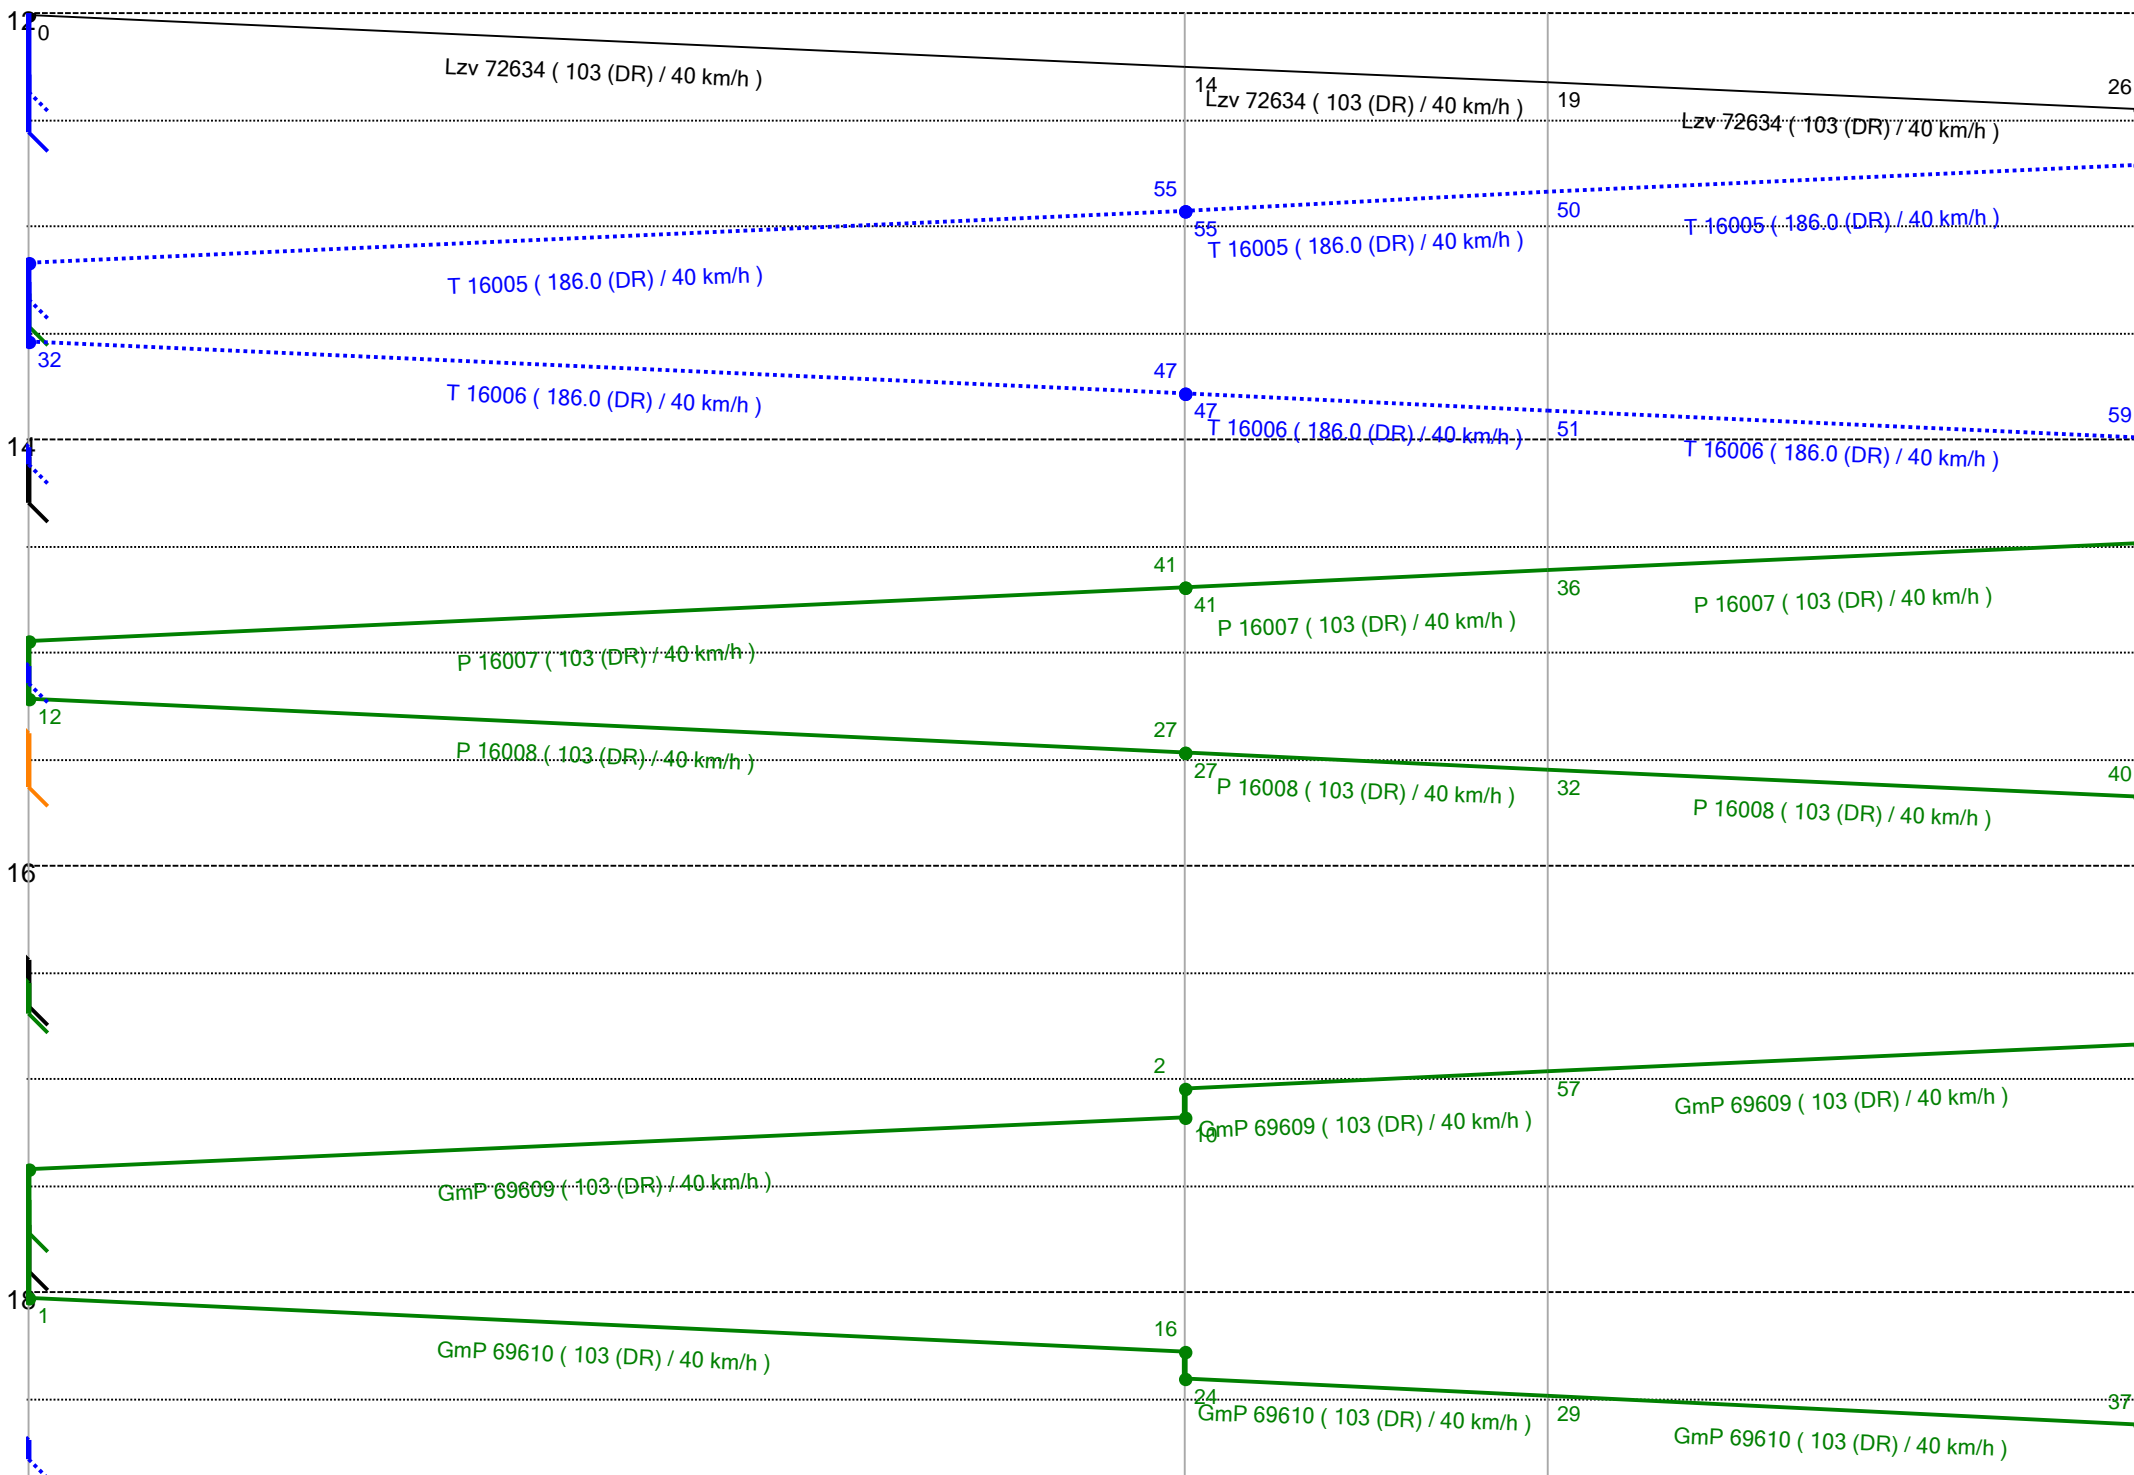 12
0
Lzv 72634 ( 103 (DR) / 40 km/h )
14
Lzv 72634 ( 103 (DR) / 40 km/h )
19
Lzv 72634 ( 103 (DR) / 40 km/h )
26
55
55
T 16005 ( 186.0 (DR) / 40 km/h )
T 16005 ( 186.0 (DR) / 40 km/h )
50
T 16005 ( 186.0 (DR) / 40 km/h )
32
T 16006 ( 186.0 (DR) / 40 km/h )
47
47
T 16006 ( 186.0 (DR) / 40 km/h )
51
T 16006 ( 186.0 (DR) / 40 km/h )
59
14
41
41
P 16007 ( 103 (DR) / 40 km/h )
P 16007 ( 103 (DR) / 40 km/h )
36
P 16007 ( 103 (DR) / 40 km/h )
12
P 16008 ( 103 (DR) / 40 km/h )
27
27
P 16008 ( 103 (DR) / 40 km/h )
32
P 16008 ( 103 (DR) / 40 km/h )
40
16
2
10
GmP 69609 ( 103 (DR) / 40 km/h )
GmP 69609 ( 103 (DR) / 40 km/h )
57
GmP 69609 ( 103 (DR) / 40 km/h )
18
1
GmP 69610 ( 103 (DR) / 40 km/h )
16
24
GmP 69610 ( 103 (DR) / 40 km/h )
29
GmP 69610 ( 103 (DR) / 40 km/h )
37